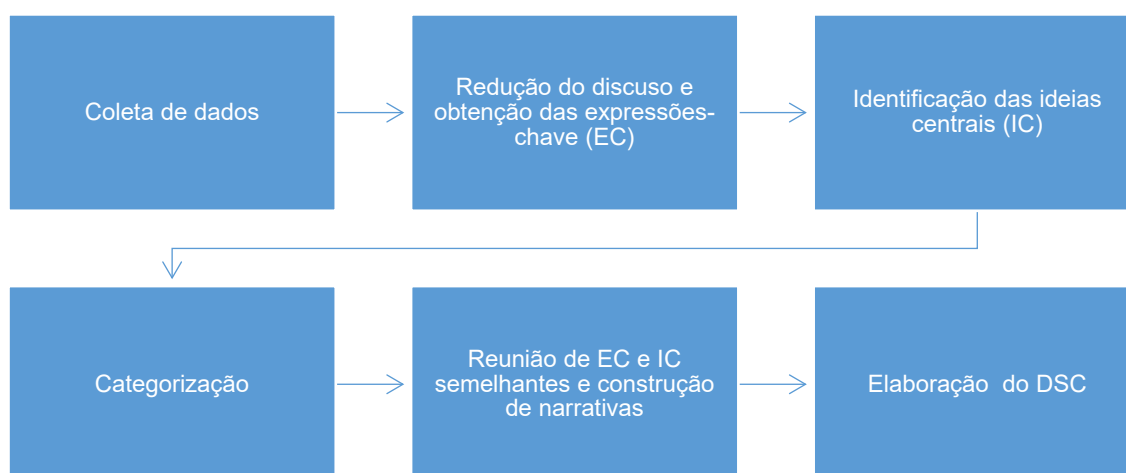 Coleta de dados
Redução do discuso e
obtenção das expressões-
chave (EC)
Identificação das ideias
centrais (IC)
Categorização
Reunião de EC e IC
semelhantes e construção
de narrativas
Elaboração  do DSC